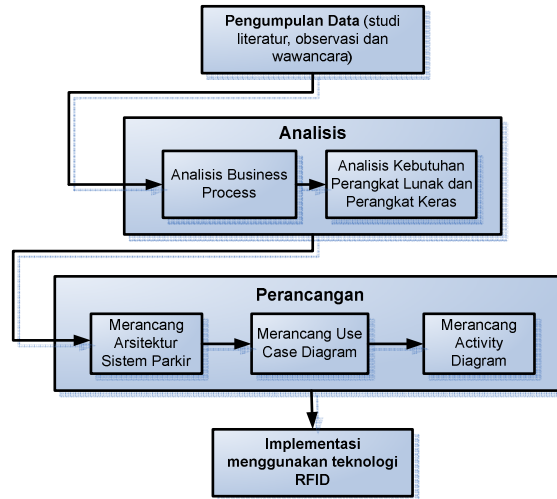 Pengumpulan Data (studi
literatur, observasi dan
wawancara)
Analisis
Analisis Business
Process
Analisis Kebutuhan
Perangkat Lunak dan
Perangkat Keras
Perancangan
Merancang
Arsitektur
Sistem Parkir
Merancang Use
Case Diagram
Merancang
Activity
Diagram
Implementasi
menggunakan teknologi
RFID